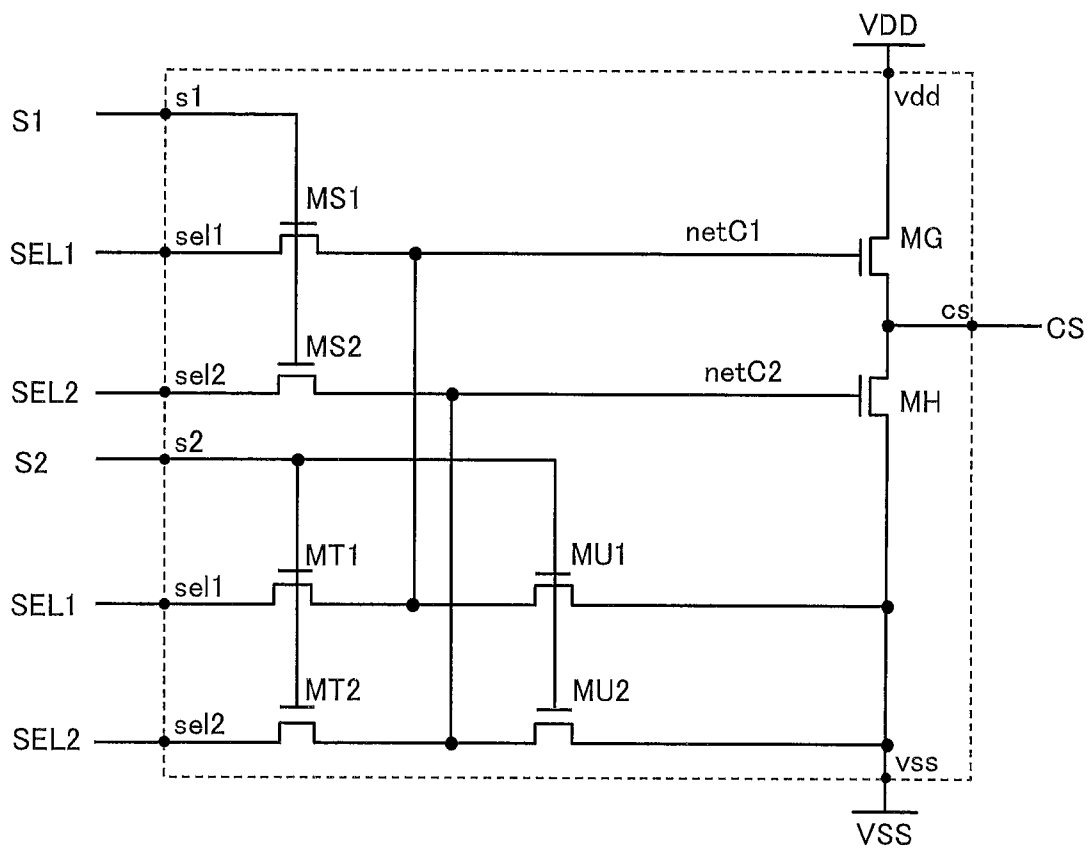 VDD
s1
vdd
S1
MS1
sel1
netC1
MG
SEL1
cs
CS
MS2
sel2
netC2
SEL2
MH
s2
S2
MT1
MU1
sel1
SEL1
MT2
MU2
sel2
SEL2
vss
VSS